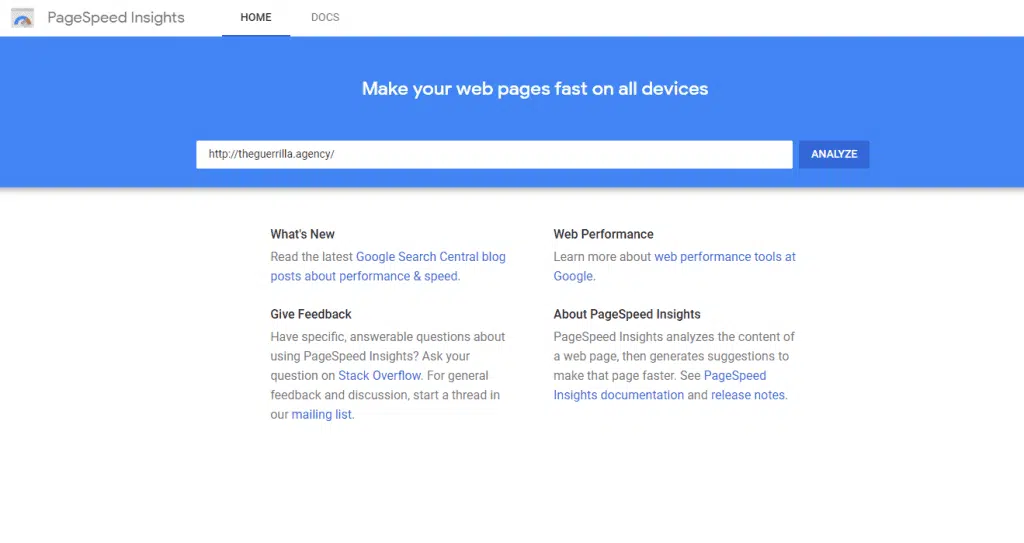 PageSpeed Insights
HOME
DOCS
Make your web pages fast on all devices
http://theguerrilla.agency/
ANALYZE
What's New
Read the latest Google Search Central blog
posts about performance & speed.
Give Feedback
Have specific, answerable questions about
using PageSpeed Insights? Ask your
question on Stack Overflow. For general
feedback and discussion, start a thread in
our mailing list.
Web Performance
Learn more about web performance tools at
Google.
About PageSpeed Insights
PageSpeed Insights analyzes the content of
a web page, then generates suggestions to
make that page faster. See PageSpeed
Insights documentation and release notes.